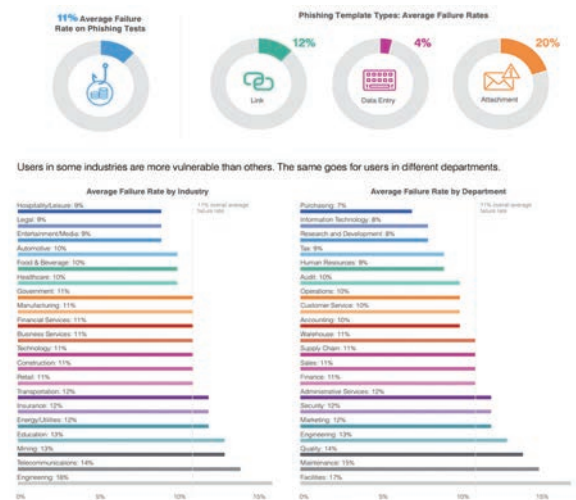 11% Average Failure
Rate on Phishing Tests
Phishing Template Types: Average Failure Rates
12%
Link
4%
Data Entry
20%
Attachment
Users in some industries are more vulnerable than others. The same goes for users in different departments.
Average Failure Rate by Industry
11% overall average
failure rate
Hospitality/Leisure: 9%
Legal: 9%
Entertainment/Media: 9%
Automotive: 10%
Food & Beverage: 10%
Healthcare: 10%
Government: 11%
Manufacturing: 11%
Financial Services: 11%
Business Services: 11%
Technology: 11%
Construction: 11%
Retail: 11%
Transportation: 12%
Insurance: 12%
Energy/Utilities: 12%
Education: 13%
Mining: 13%
Telecommunications: 14%
Engineering: 16%
0% 5% 10% 15%
Average Failure Rate by Department
11% overall average
failure rate
Purchasing: 7%
Information Technology: 8%
Research and Development: 8%
Tax: 9%
Human Resources: 9%
Audit: 10%
Operations: 10%
Customer Service: 10%
Accounting: 10%
Warehouse: 11%
Supply Chain: 11%
Sales: 11%
Finance: 11%
Administrative Services: 12%
Security: 12%
Marketing: 12%
Engineering: 13%
Quality: 14%
Maintenance: 15%
Facilities: 17%
0% 5% 10% 15%